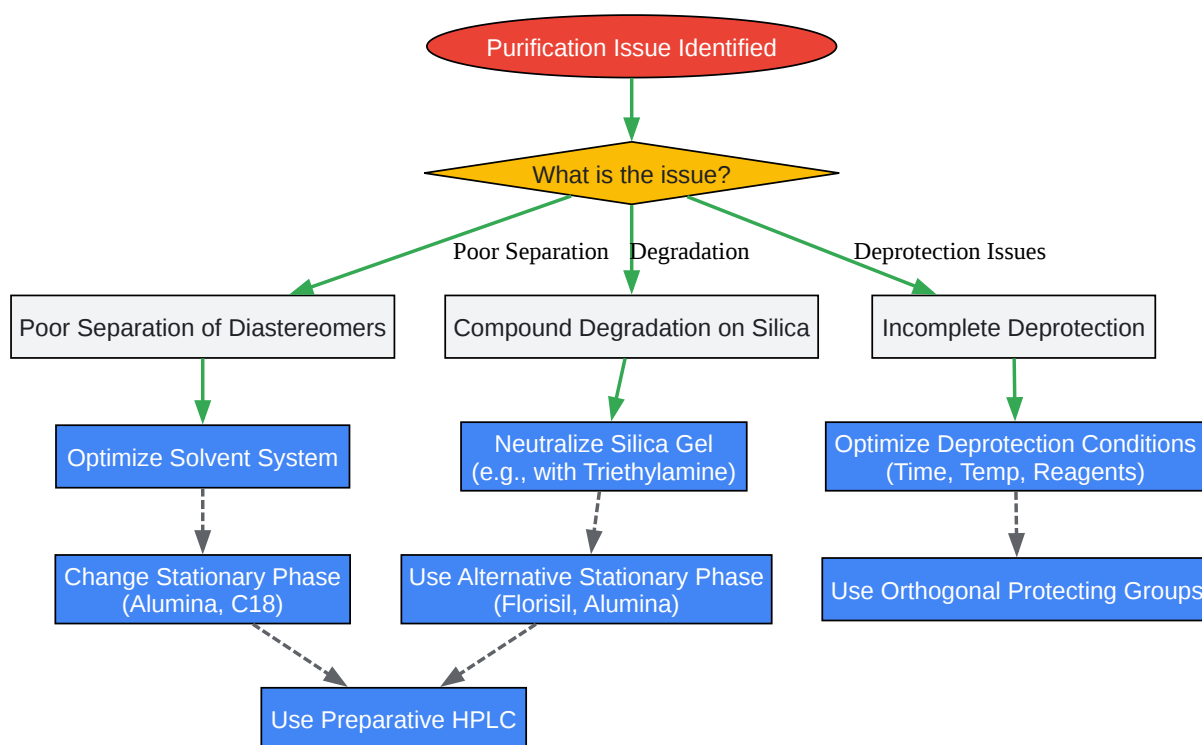 Purification Issue Identified
What is the issue?
Poor Separation
Degradation
Deprotection Issues
Poor Separation of Diastereomers
Compound Degradation on Silica
Incomplete Deprotection
Optimize Solvent System
Neutralize Silica Gel
(e.g., with Triethylamine)
Optimize Deprotection Conditions
(Time, Temp, Reagents)
Change Stationary Phase
(Alumina, C18)
Use Alternative Stationary Phase
(Florisil, Alumina)
Use Orthogonal Protecting Groups
Use Preparative HPLC